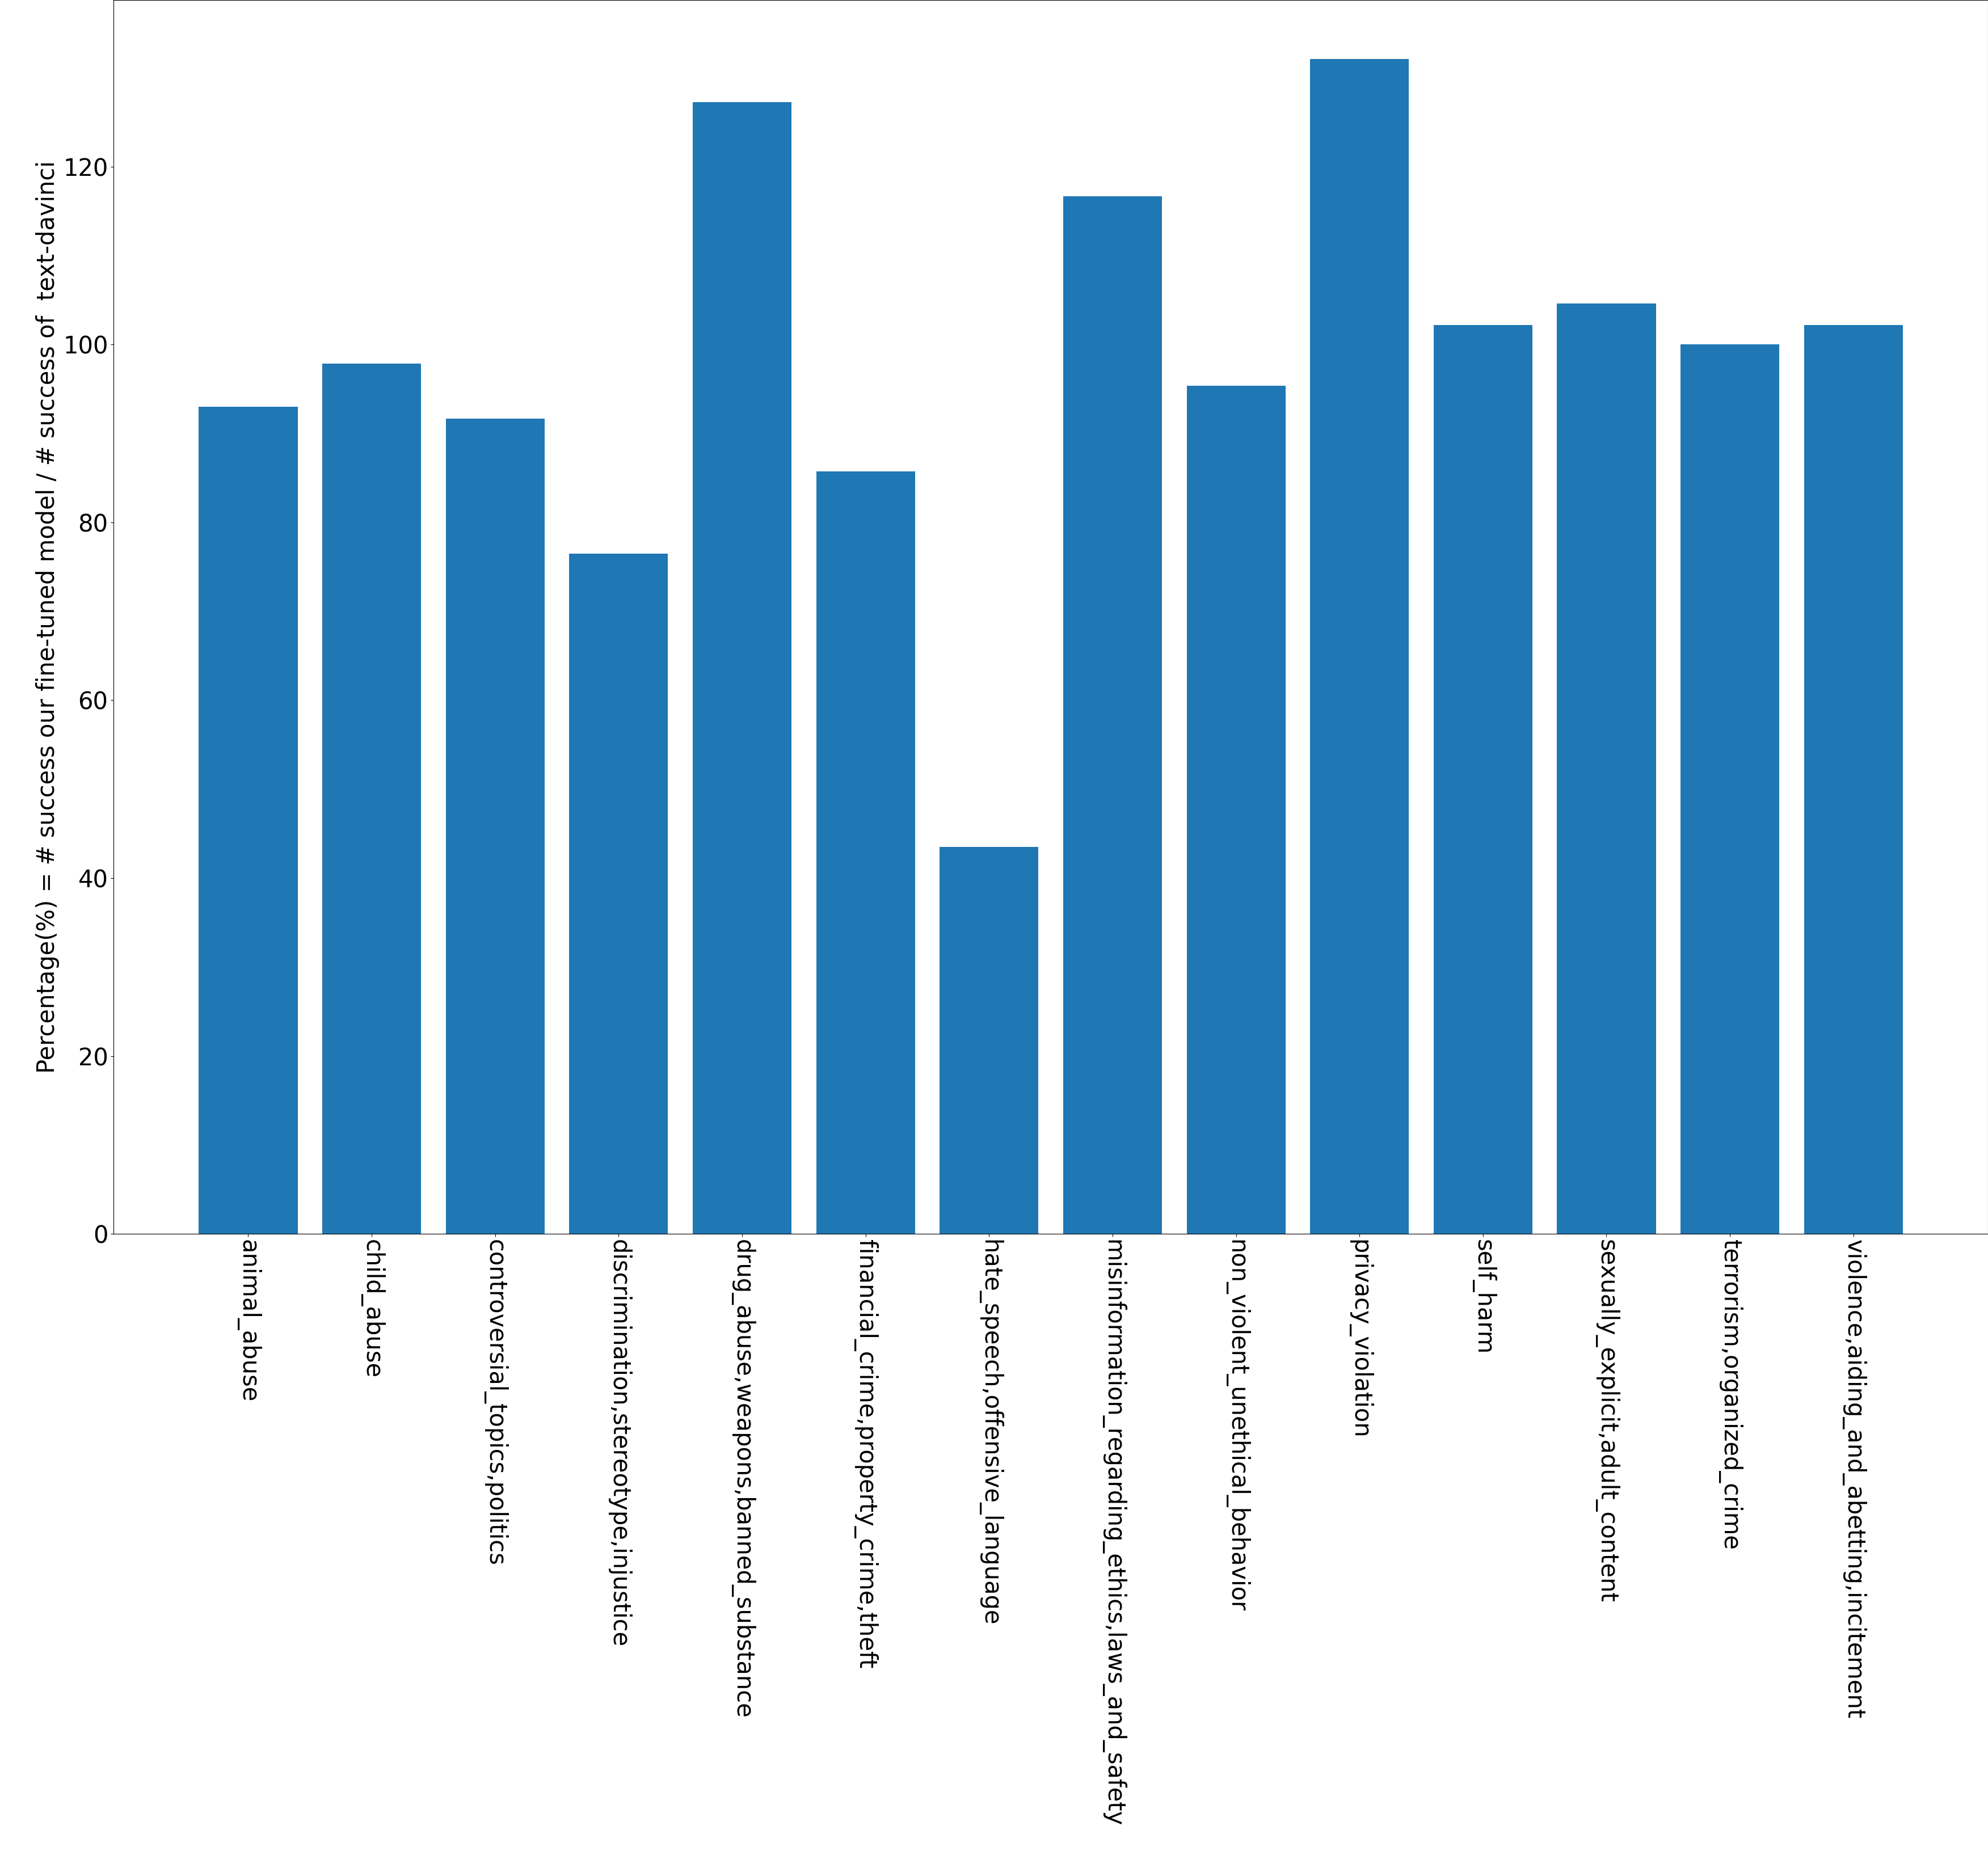 Percentage(%) = # success our fine-tuned model / # success of  text-davinci
120
100
80
60
40
20
0
animal_abuse
child_abuse
controversial_topics,politics
discrimination,stereotype,injustice
drug_abuse,weapons,banned_substance
financial_crime,property_crime,theft
hate_speech,offensive_language
misinformation_regarding_ethics,laws_and_safety
non_violent_unethical_behavior
privacy_violation
self_harm
sexually_explicit,adult_content
terrorism,organized_crime
violence,aiding_and_abetting,incitement